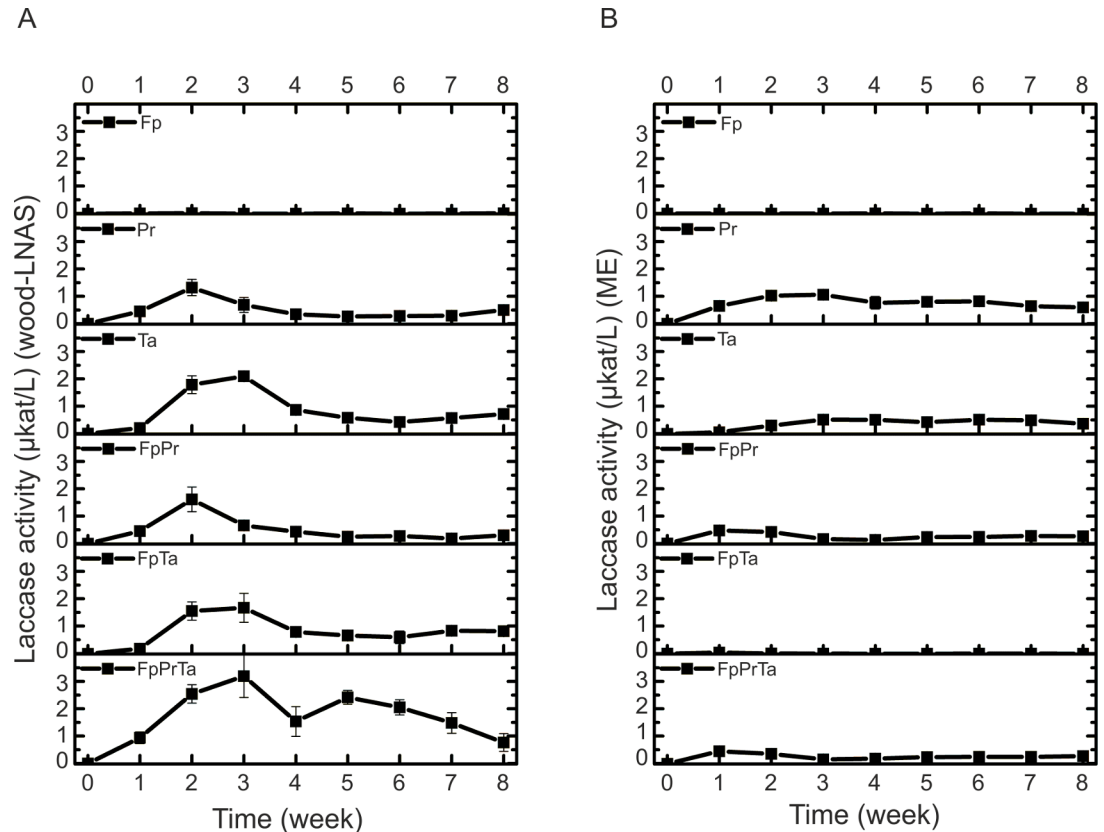 A
0 1 2 3 4 5 6 7 8
Laccase activity (μkat/L) (wood-LNAS)
3
2
1
0
Fp
3
2
1
0
Pr
3
2
1
0
Ta
3
2
1
0
FpPr
3
2
1
0
FpTa
3
2
1
0
FpPrTa
0 1 2 3 4 5 6 7 8
Time (week)
B
0 1 2 3 4 5 6 7 8
Laccase activity (μkat/L) (ME)
3
2
1
0
Fp
3
2
1
0
Pr
3
2
1
0
Ta
3
2
1
0
FpPr
3
2
1
0
FpTa
3
2
1
0
FpPrTa
0 1 2 3 4 5 6 7 8
Time (week)